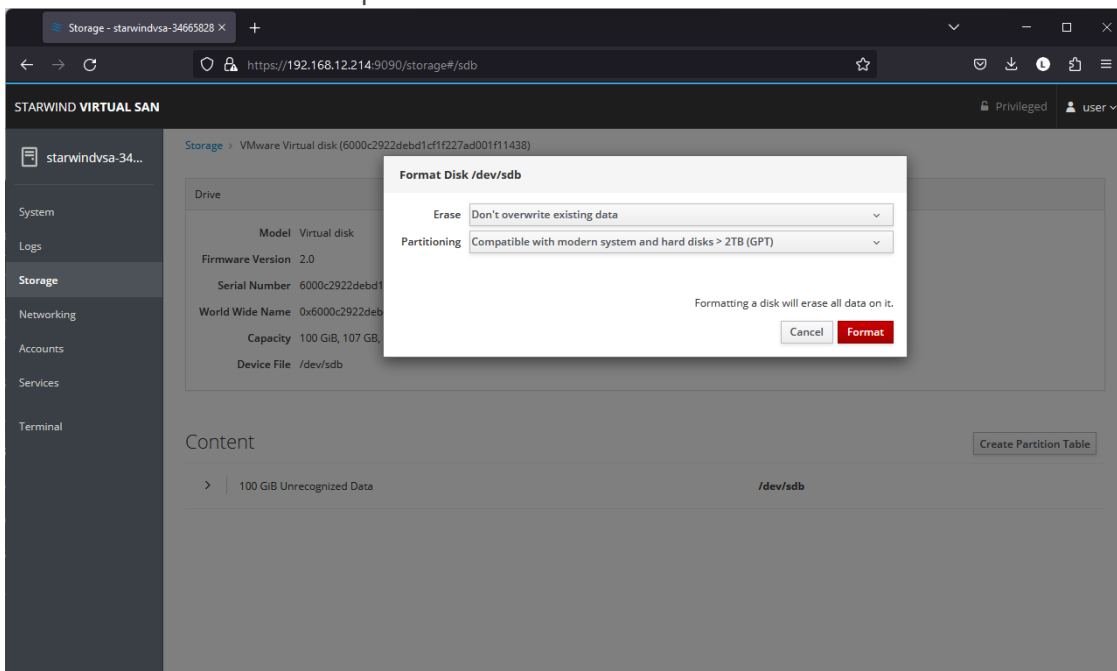 Storage - starwindvsa-34665828
https://192.168.12.214:9090/storage#/sdb
STARWIND VIRTUAL SAN
Privileged
user
starwindvsa-34...
System
Logs
Storage
Networking
Accounts
Services
Terminal
Storage > VMware Virtual disk (6000c2922debd1cf1f227ad001f11438)
Drive
Model Virtual disk
Firmware Version 2.0
Serial Number 6000c2922debd1
World Wide Name 0x6000c2922deb
Capacity 100 GiB, 107 GB,
Device File /dev/sdb
Format Disk /dev/sdb
Erase Don't overwrite existing data
Partitioning Compatible with modern system and hard disks > 2TB (GPT)
Formatting a disk will erase all data on it.
Cancel Format
Content
Create Partition Table
100 GiB Unrecognized Data /dev/sdb